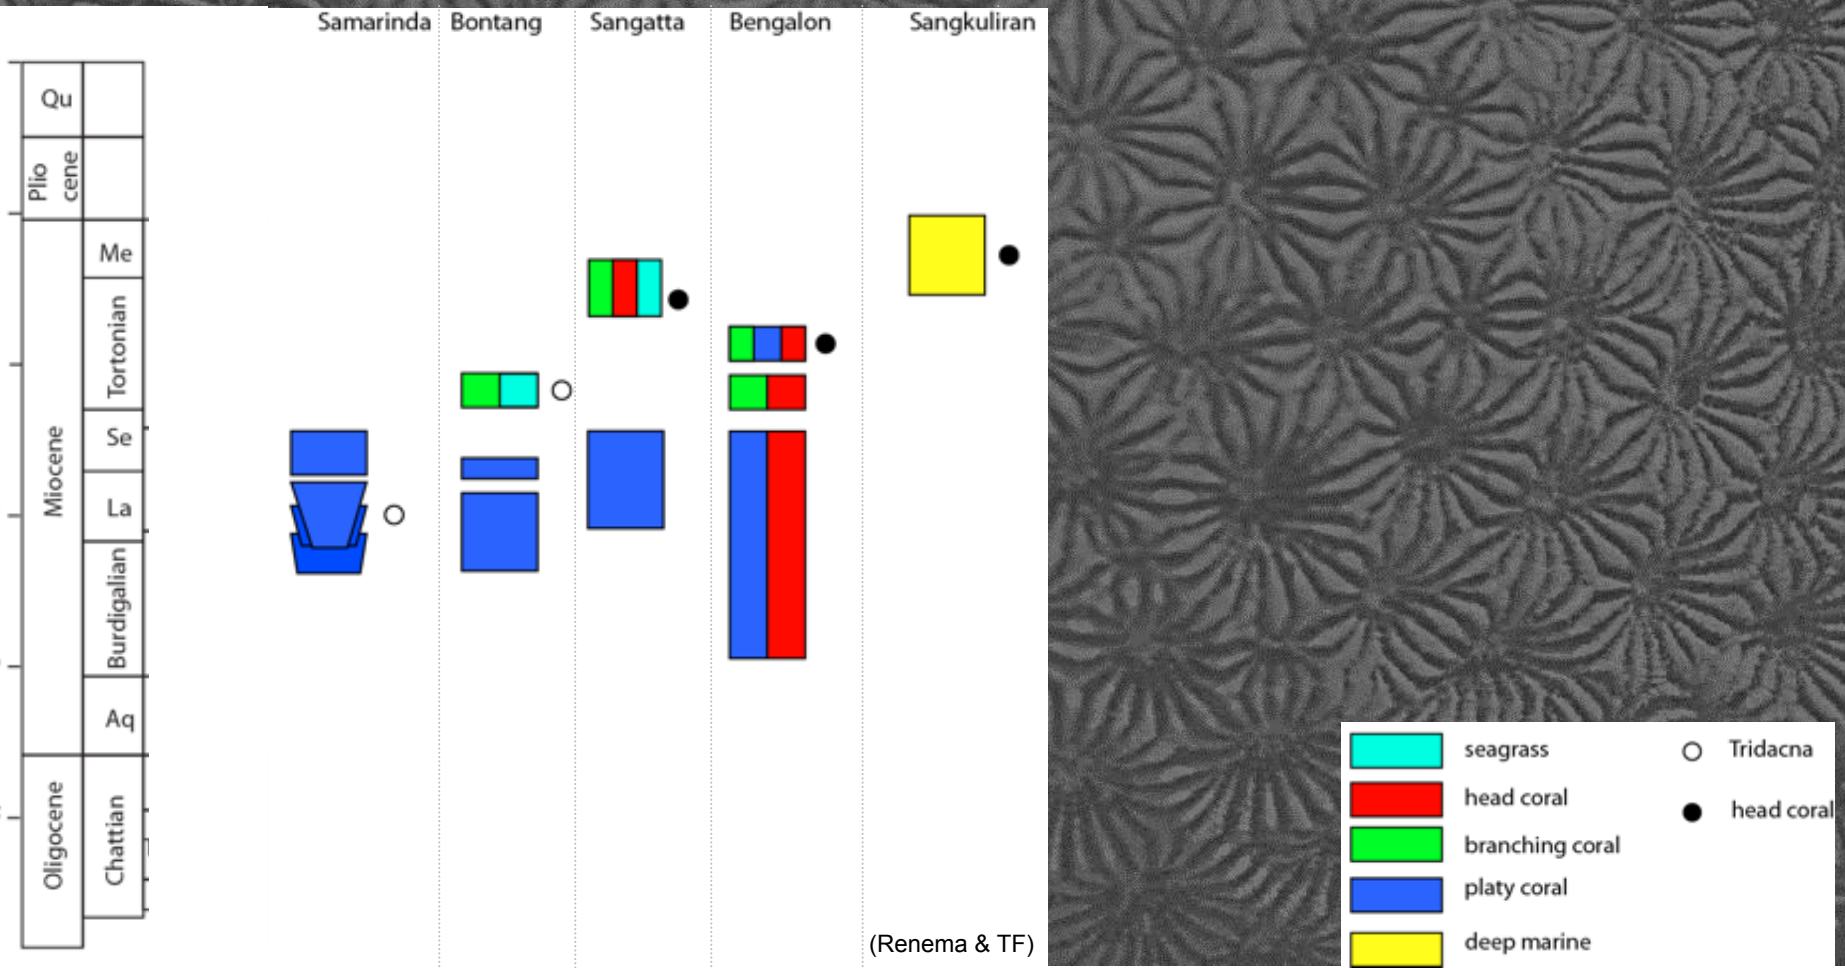 Samarinda
Bontang
Sangatta
Bengalon
Sangkuliran
Qu
Plio
cene
Miocene
Oligocene
Me
Tortonian
Se
La
Burdigalian
Aq
Chattian
(Renema & TF)
seagrass
head coral
branching coral
platy coral
deep marine
Tridacna
head coral